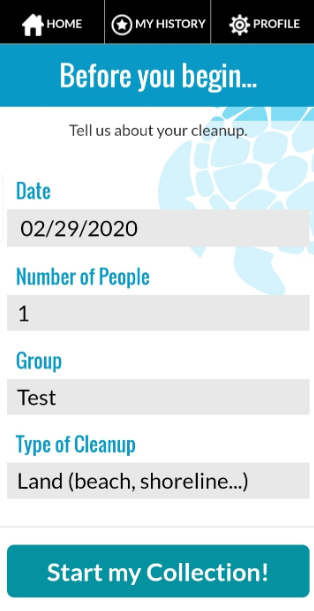 HOME MY HISTORY PROFILE
Before you begin...
Tell us about your cleanup.
Date
02/29/2020
Number of People
1
Group
Test
Type of Cleanup
Land (beach, shoreline...)
Start my Collection!